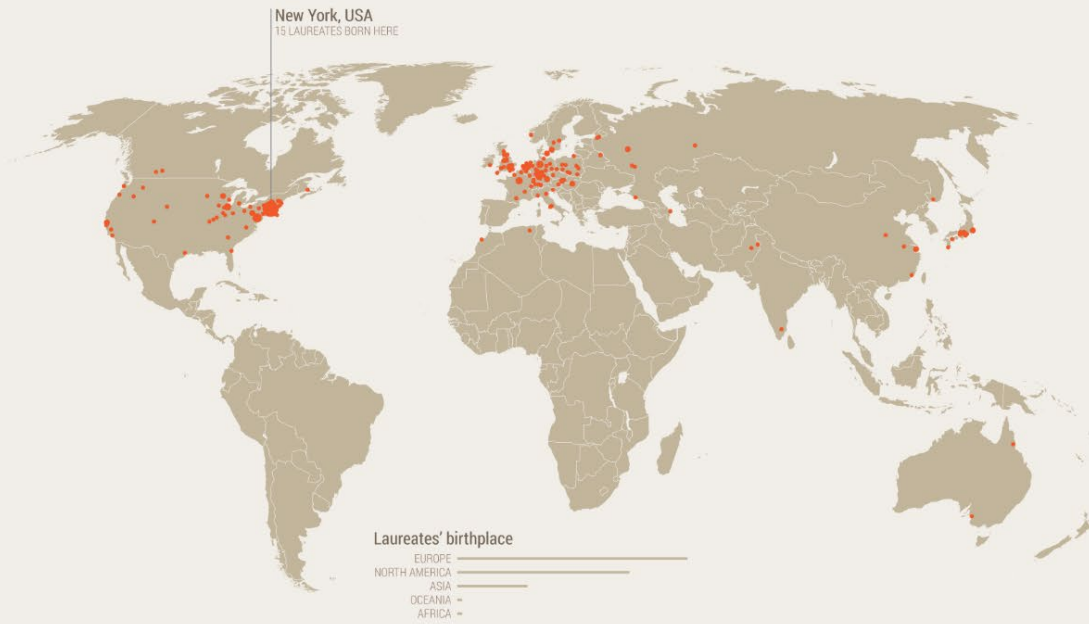 New York, USA
15 LAUREATES BORN HERE
Laureates' birthplace
EUROPE
NORTH AMERICA
ASIA
OCEANIA
AFRICA